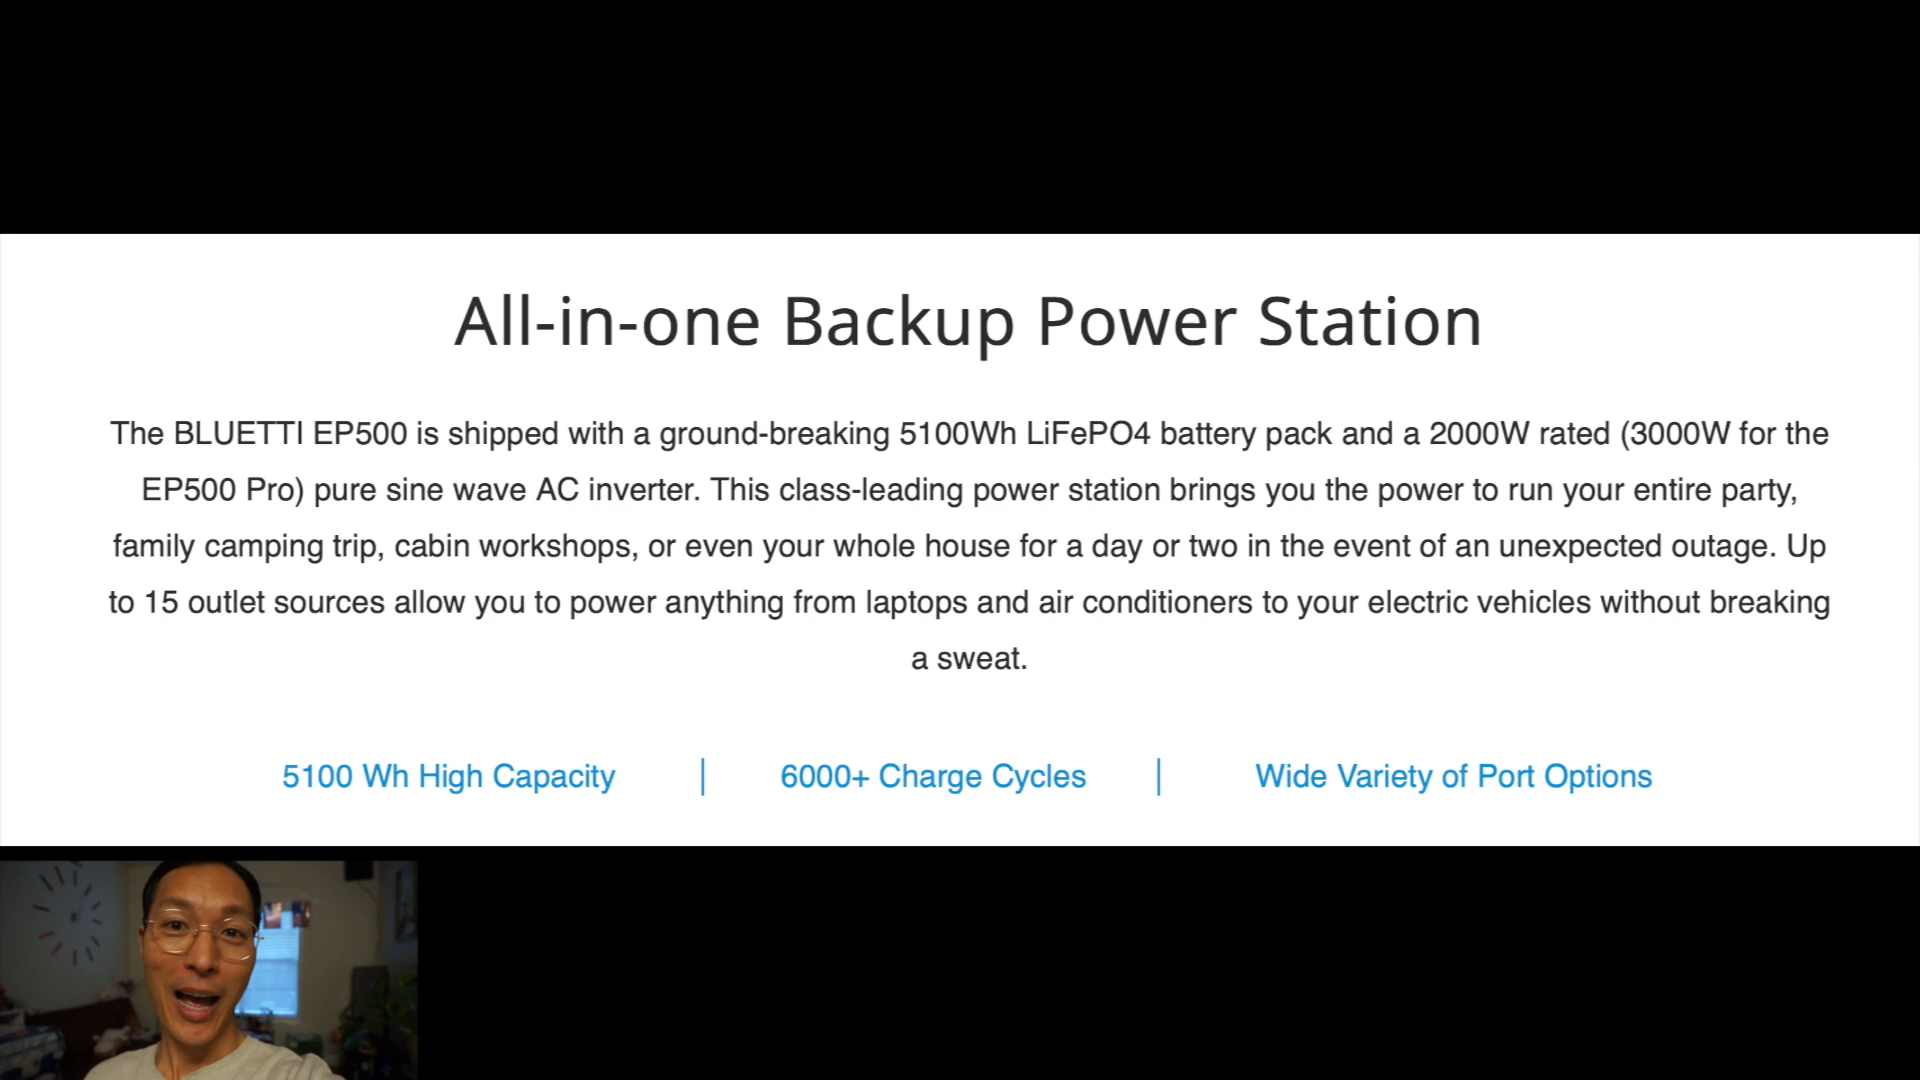 All-in-one Backup Power Station
The BLUETTI EP500 is shipped with a ground-breaking 5100Wh LiFePO4 battery pack and a 2000W rated (3000W for the
EP500 Pro) pure sine wave AC inverter. This class-leading power station brings you the power to run your entire party,
family camping trip, cabin workshops, or even your whole house for a day or two in the event of an unexpected outage. Up
to 15 outlet sources allow you to power anything from laptops and air conditioners to your electric vehicles without breaking
a sweat.
5100 Wh High Capacity | 6000+ Charge Cycles | Wide Variety of Port Options